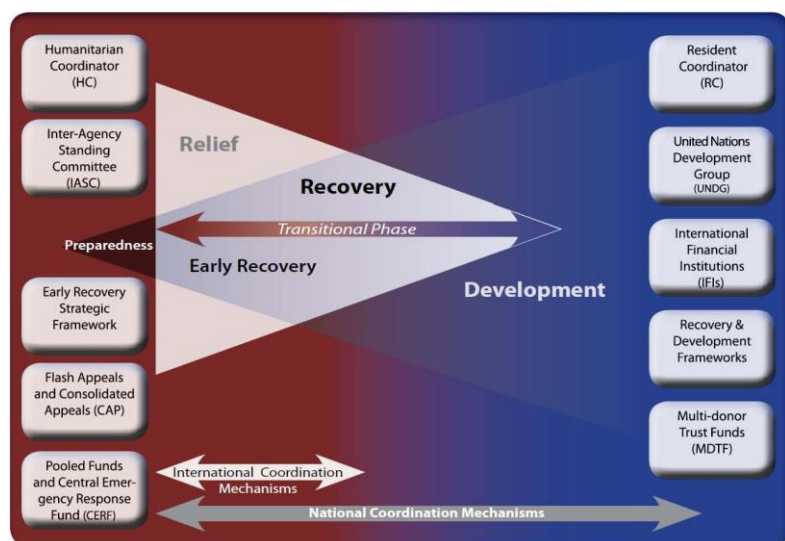 Humanitarian
Coordinator
(HC)
Inter-Agency
Standing
Committee
(IASC)
Preparedness
Early Recovery
Strategic
Framework
Flash Appeals
and Consolidated
Appeals (CAP)
Pooled Funds
and Central Emer-
gency Response
Fund (CERF)
Relief
Recovery
Transitional Phase
Early Recovery
Development
International Coordination
Mechanisms
National Coordination Mechanisms
Resident
Coordinator
(RC)
United Nations
Development
Group
(UNDG)
International
Financial
Institutions
(IFIs)
Recovery &
Development
Frameworks
Multi-donor
Trust Funds
(MDTF)